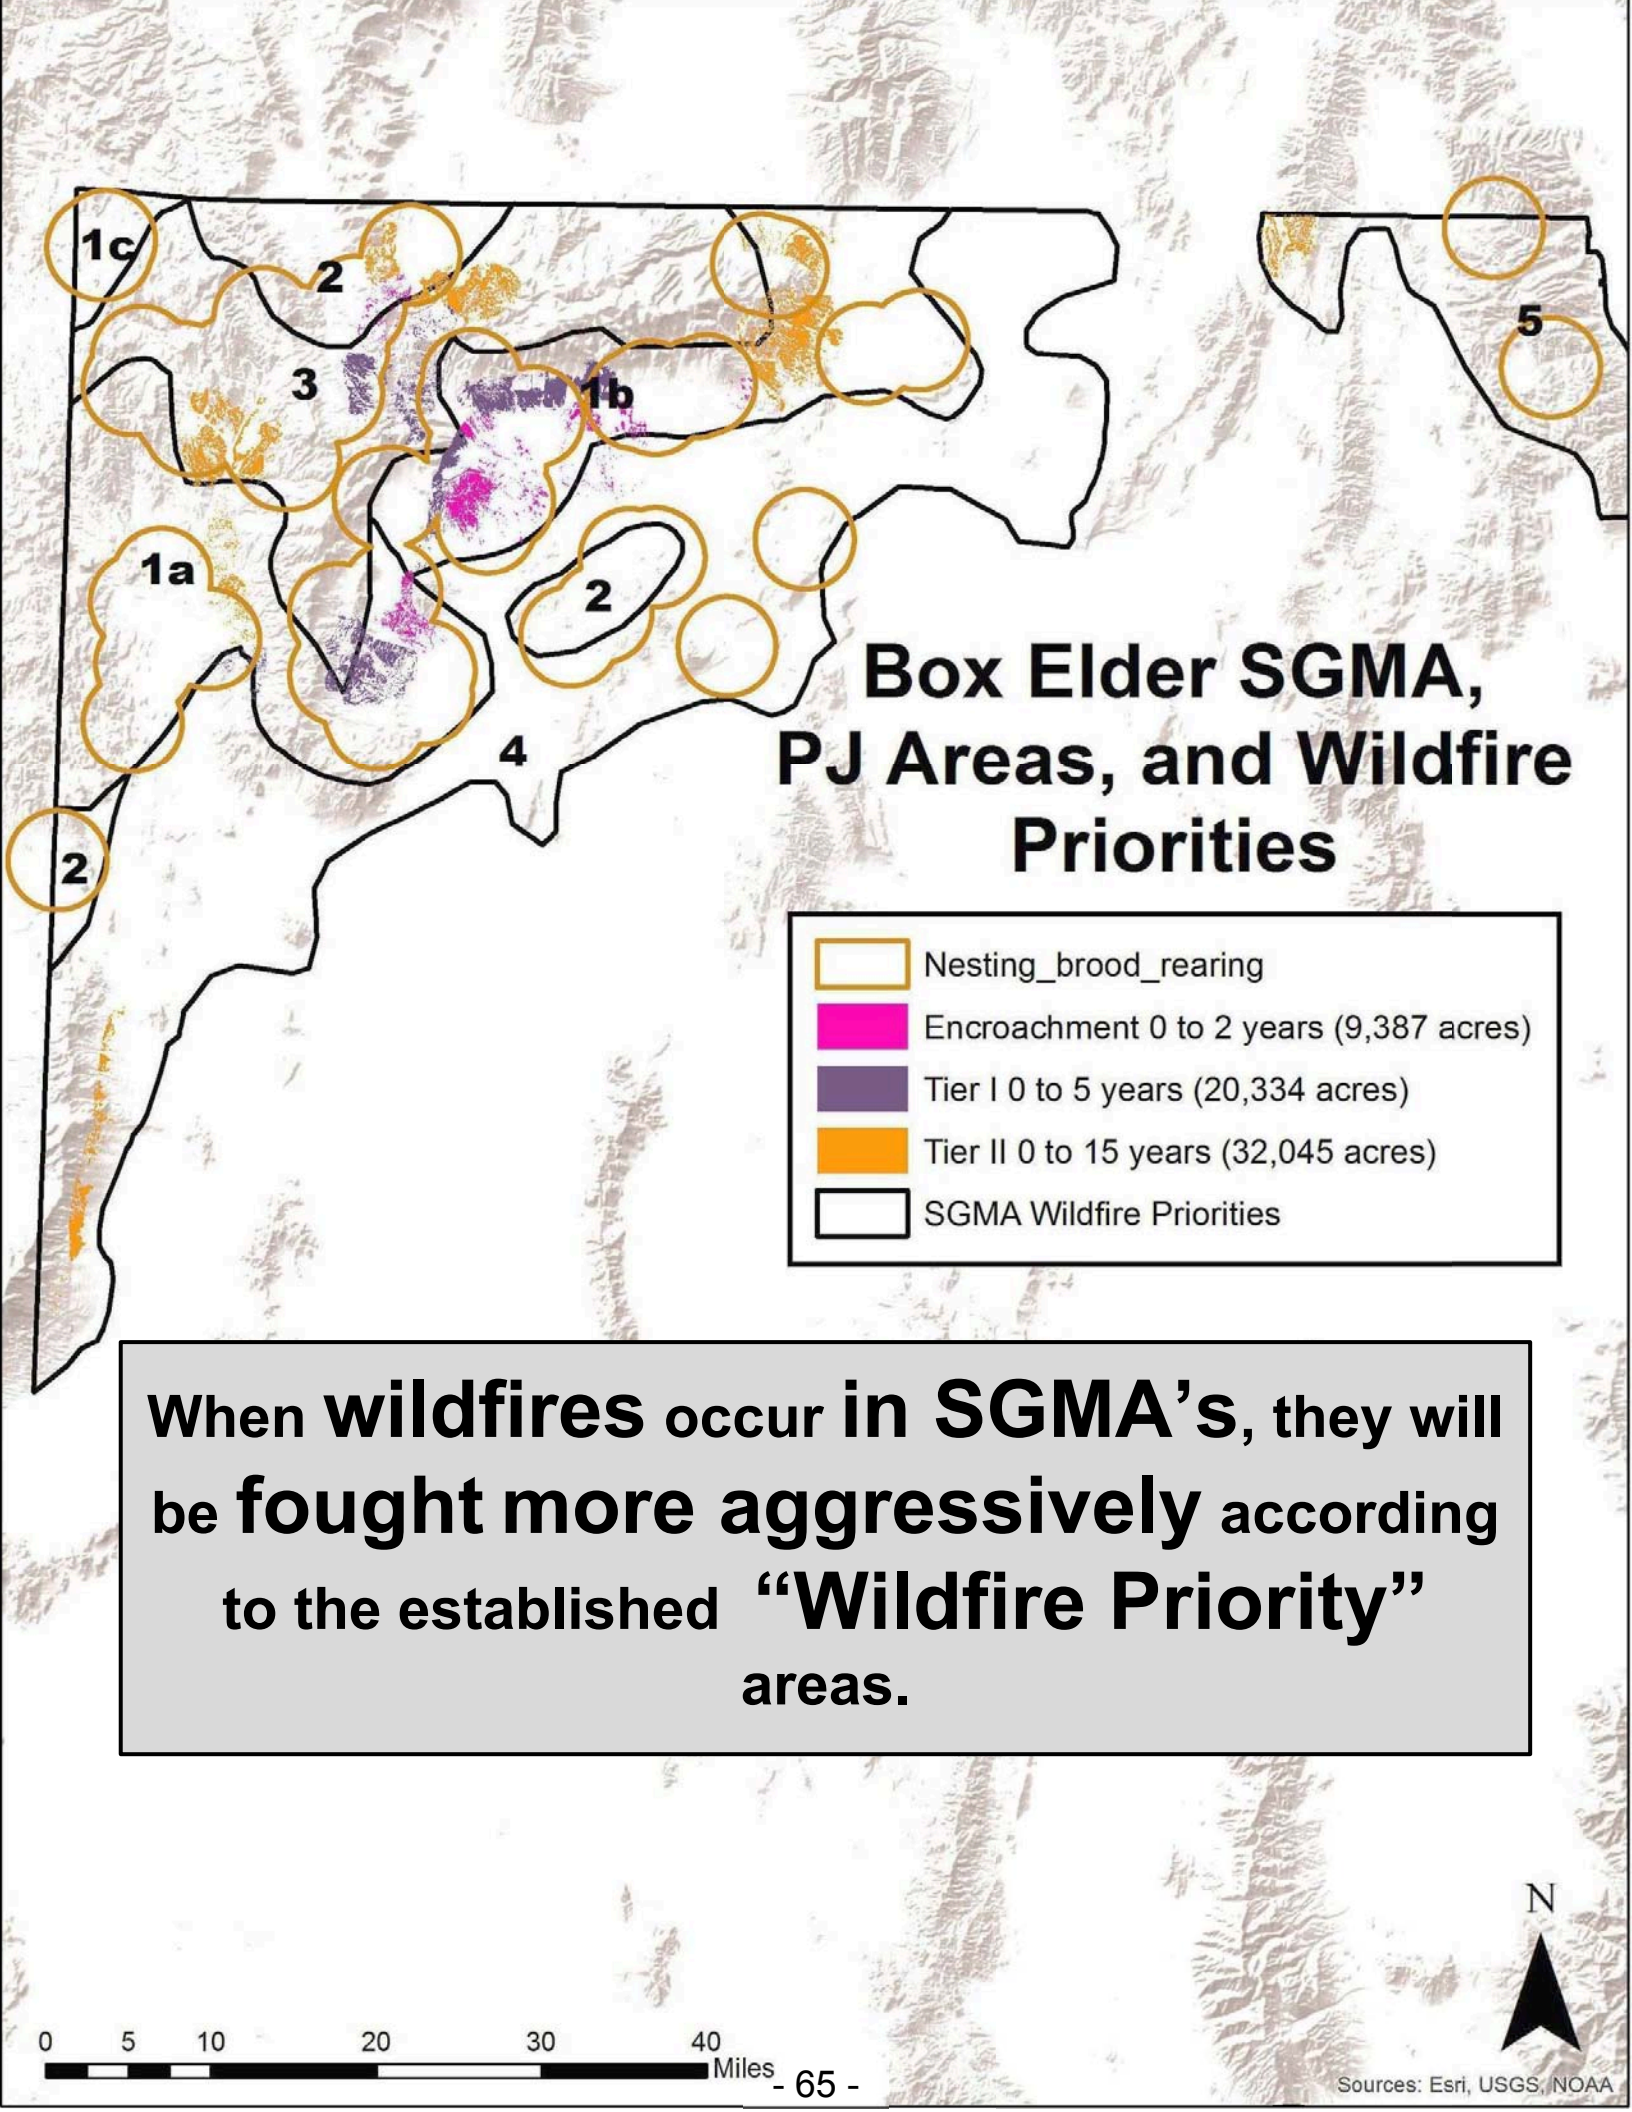 1c
2
5
3
1b
1a
2
4
2
Box Elder SGMA,
PJ Areas, and Wildfire
Priorities
Nesting_brood_rearing
Encroachment 0 to 2 years (9,387 acres)
Tier I 0 to 5 years (20,334 acres)
Tier II 0 to 15 years (32,045 acres)
SGMA Wildfire Priorities
When wildfires occur in SGMA’s, they will
be fought more aggressively according
to the established “Wildfire Priority”
areas.
N
0 5 10 20 30 40
Miles
- 65 -
Sources: Esri, USGS, NOAA